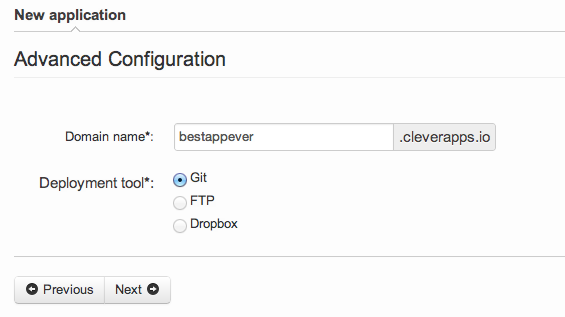 New application
Advanced Configuration
Domain name*: bestappever .cleverapps.io
Deployment tool*: Git
FTP
Dropbox
Previous Next